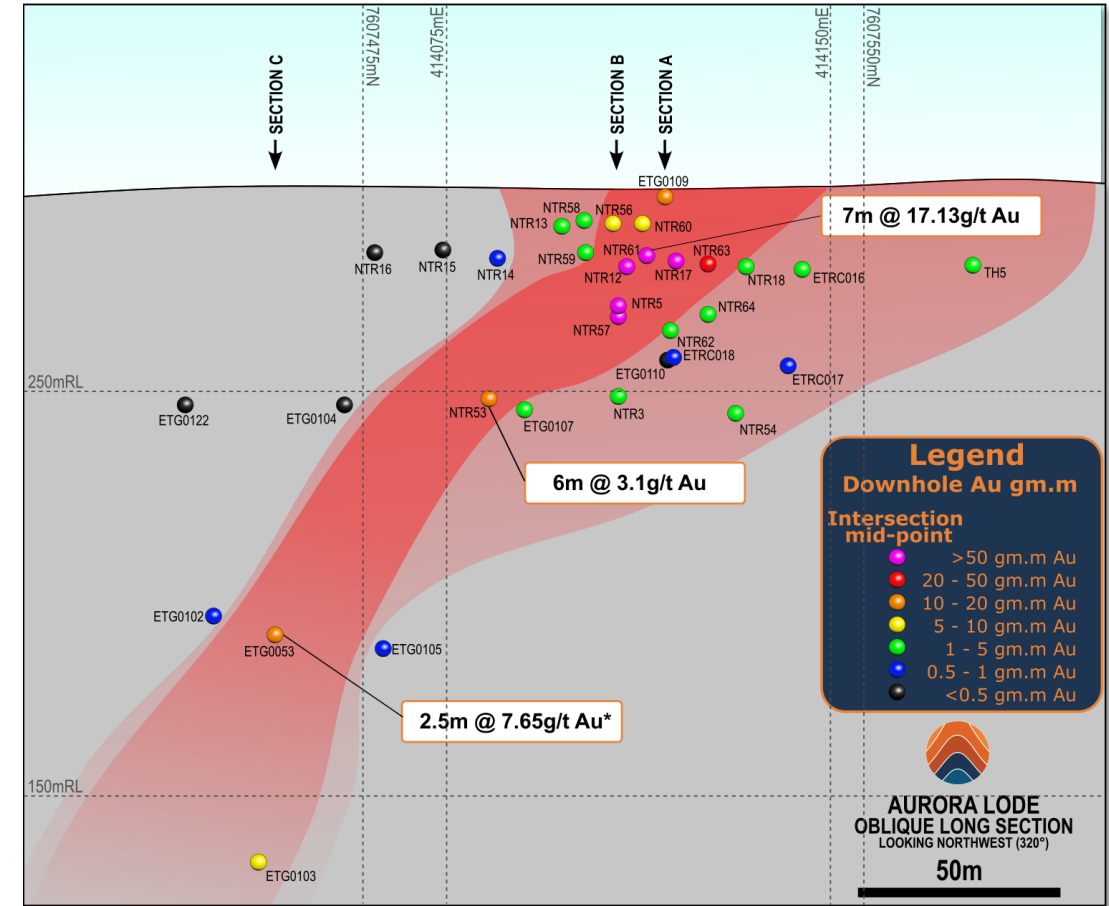 7607475mN
414075mE
414150mE
7607550mN
SECTION C
SECTION B
SECTION A
ETG0109
NTR58
NTR56
NTR13
NTR60
7m @ 17.13g/t Au
NTR16
NTR15
NTR14
NTR59
NTR61
NTR63
NTR12
NTR17
NTR18
ETRC016
TH5
NTR5
NTR57
NTR64
NTR62
ETRC018
ETG0110
ETRC017
250mRL
ETG0122
ETG0104
NTR53
ETG0107
NTR3
NTR54
6m @ 3.1g/t Au
Legend
Downhole Au gm.m
Intersection
mid-point
>50 gm.m Au
20 - 50 gm.m Au
10 - 20 gm.m Au
5 - 10 gm.m Au
1 - 5 gm.m Au
0.5 - 1 gm.m Au
<0.5 gm.m Au
ETG0102
ETG0053
ETG0105
2.5m @ 7.65g/t Au*
150mRL
AURORA LODE
OBLIQUE LONG SECTION
LOOKING NORTHWEST (320°)
50m
ETG0103